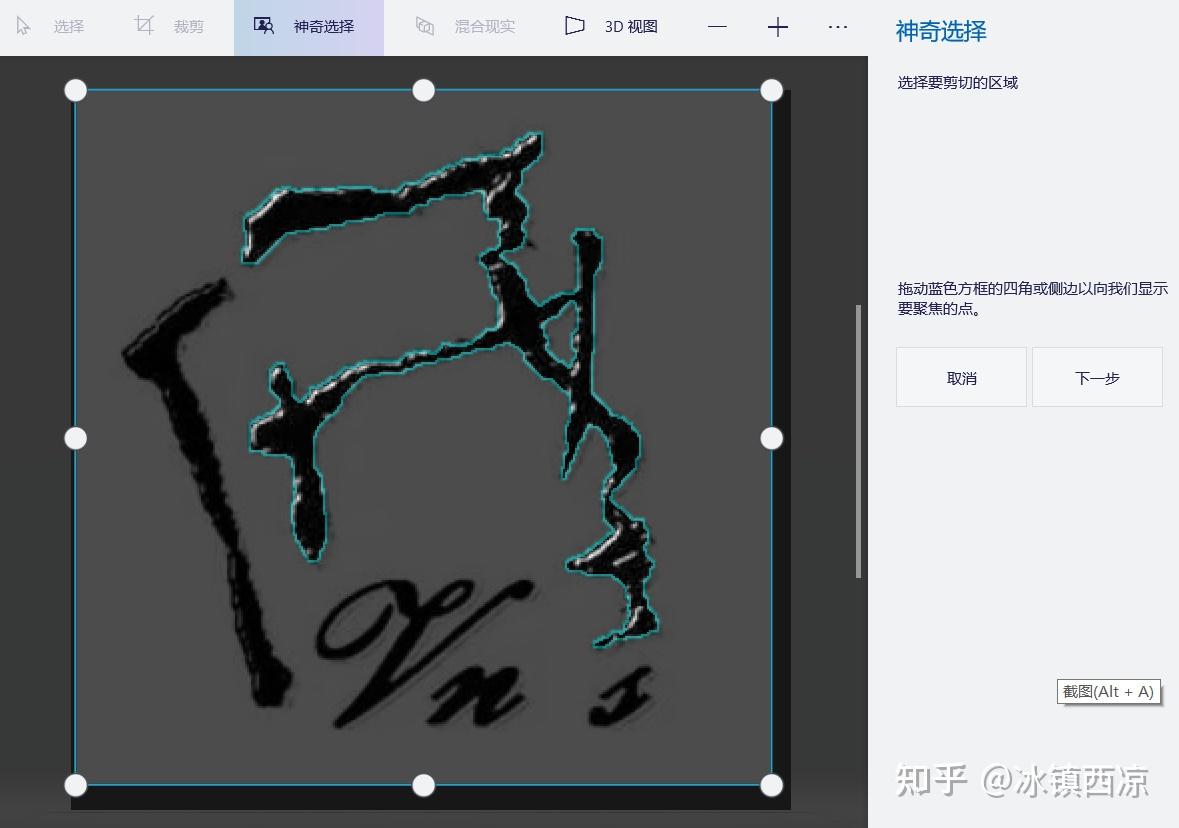 选择 裁剪 神奇选择 混合现实 3D 视图
神奇选择
选择要剪切的区域
拖动蓝色方框的四角或侧边以向我们显示
要聚焦的点。
取消 下一步
Vn s
截图(Alt + A)
知乎 @冰镇西凉